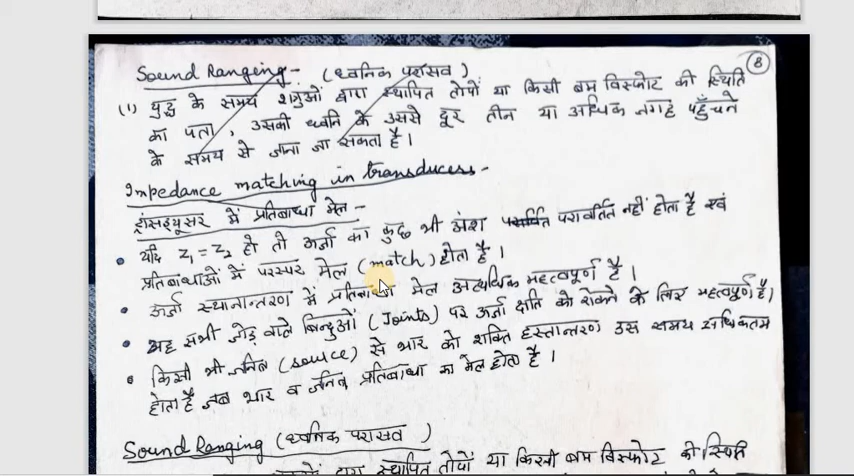 8
Sound Ranging - (ध्वनिक परासव)
(1) युद्ध के समय शत्रुओं द्वारा स्थापित तोपों या किसी बम विस्फोट की स्थिति
का पता, उसकी ध्वनि के उससे दूर तीन या अधिक जगह पहुँचने
के समय से जाना जा सकता है।
Impedance matching in transducess -
ट्रांसड्यूसर में प्रतिबाधा मेल -
• यदि Z₁ = Z₂ हो तो ऊर्जा का कुछ भी अंश परावर्तित नहीं होता है एवं
प्रतिबाधाओं में परस्पर मेल (match) होता है।
• ऊर्जा स्थानान्तरण में प्रतिबाधा मेल अत्यधिक महत्वपूर्ण है।
• यह सभी जोड़ वाले बिन्दुओं (Joints) पर ऊर्जा क्षति को रोकने के लिए महत्वपूर्ण है।
• किसी भी जनित्र (source) से भार को शक्ति हस्तान्तरण उस समय अधिकतम
होता है जब भार व जनित्र प्रतिबाधा का मेल होता है।
Sound Ranging (ध्वनिक परासव)
द्वारा स्थापित तोपों या किसी बम विस्फोट की स्थिति